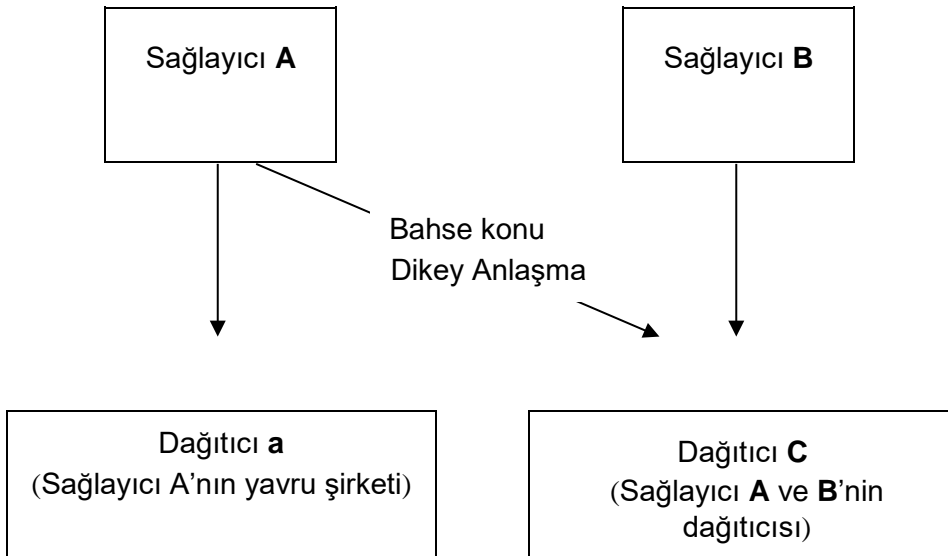 Sağlayıcı A
Sağlayıcı B
Bahse konu
Dikey Anlaşma
Dağıtıcı a
(Sağlayıcı A’nın yavru şirketi)
Dağıtıcı C
(Sağlayıcı A ve B’nin
dağıtıcısı)